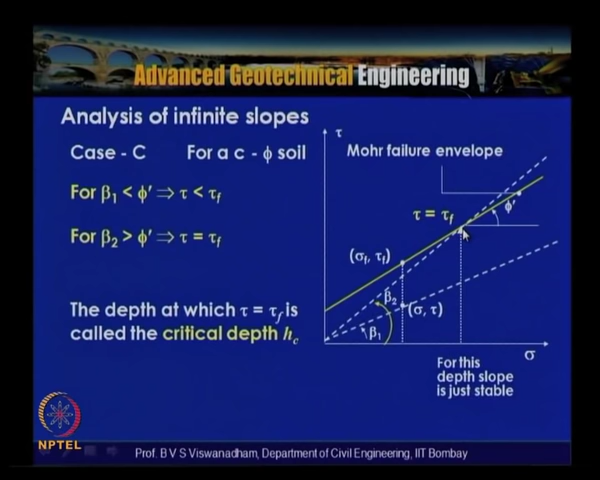 Advanced Geotechnical Engineering
Analysis of infinite slopes
Case - C For a c - ϕ soil
For β₁ < ϕ′ ⇒ τ < τf
For β₂ > ϕ′ ⇒ τ = τf
The depth at which τ = τf is
called the critical depth hc
τ
Mohr failure envelope
τ = τf
ϕ′
(σf, τf)
β₂
(σ, τ)
β₁
σ
For this
depth slope
is just stable
NPTEL
Prof. B V S Viswanadham, Department of Civil Engineering, IIT Bombay